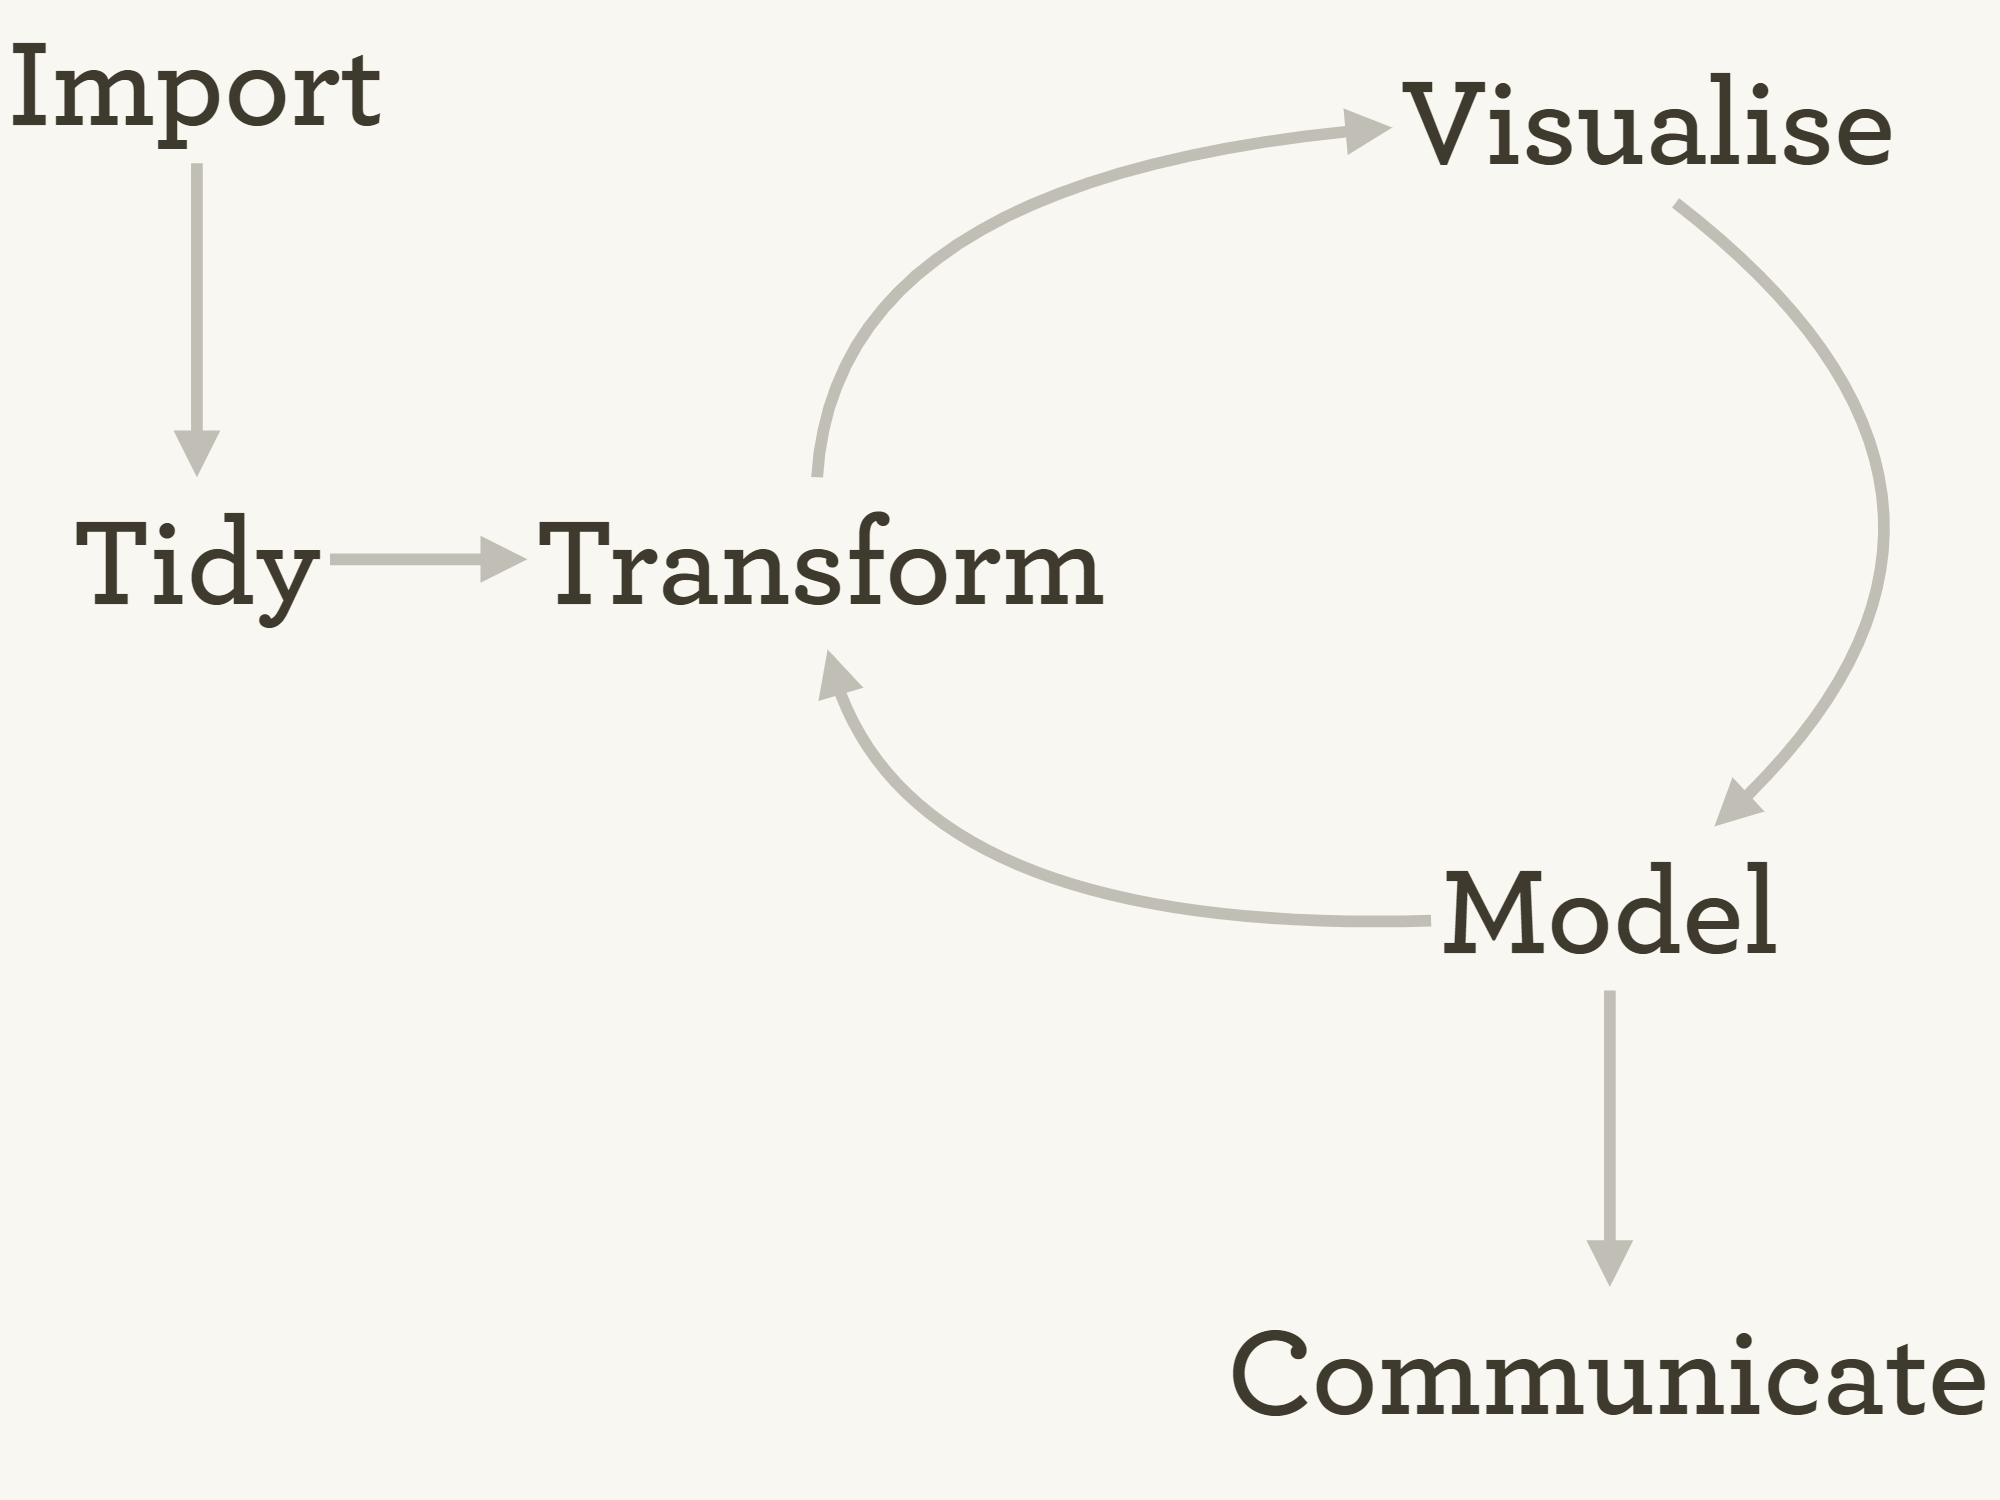 Import
Visualise
Tidy
Transform
Model
Communicate